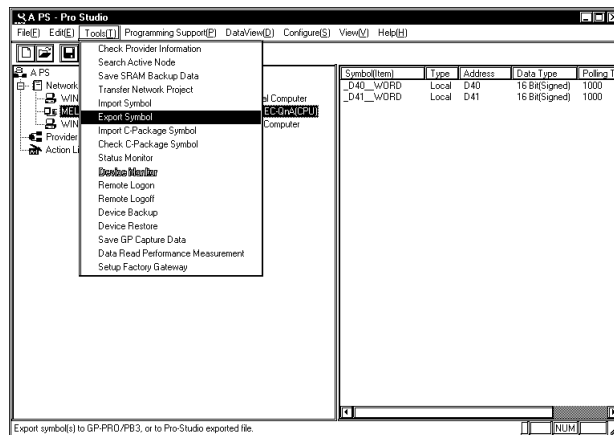 A PS - Pro Studio
File(F) Edit(E) Tools(T) Programming Support(P) DataView(D) Configure(S) View(V) Help(H)
Check Provider Information
Search Active Node
Save SRAM Backup Data
Transfer Network Project
Import Symbol
Export Symbol
Import C-Package Symbol
Check C-Package Symbol
Status Monitor
Device Monitor
Remote Logon
Remote Logoff
Device Backup
Device Restore
Save GP Capture Data
Data Read Performance Measurement
Setup Factory Gateway
A PS
Network
WIN
al Computer
MEL
EC-QnA(CPU)
WIN
Computer
Provider
Action Li
Symbol(Item) Type Address Data Type Polling T
_D40__WORD Local D40 16 Bit(Signed) 1000
_D41__WORD Local D41 16 Bit(Signed) 1000
Export symbol(s) to GP-PRO/PB3, or to Pro-Studio exported file.
NUM